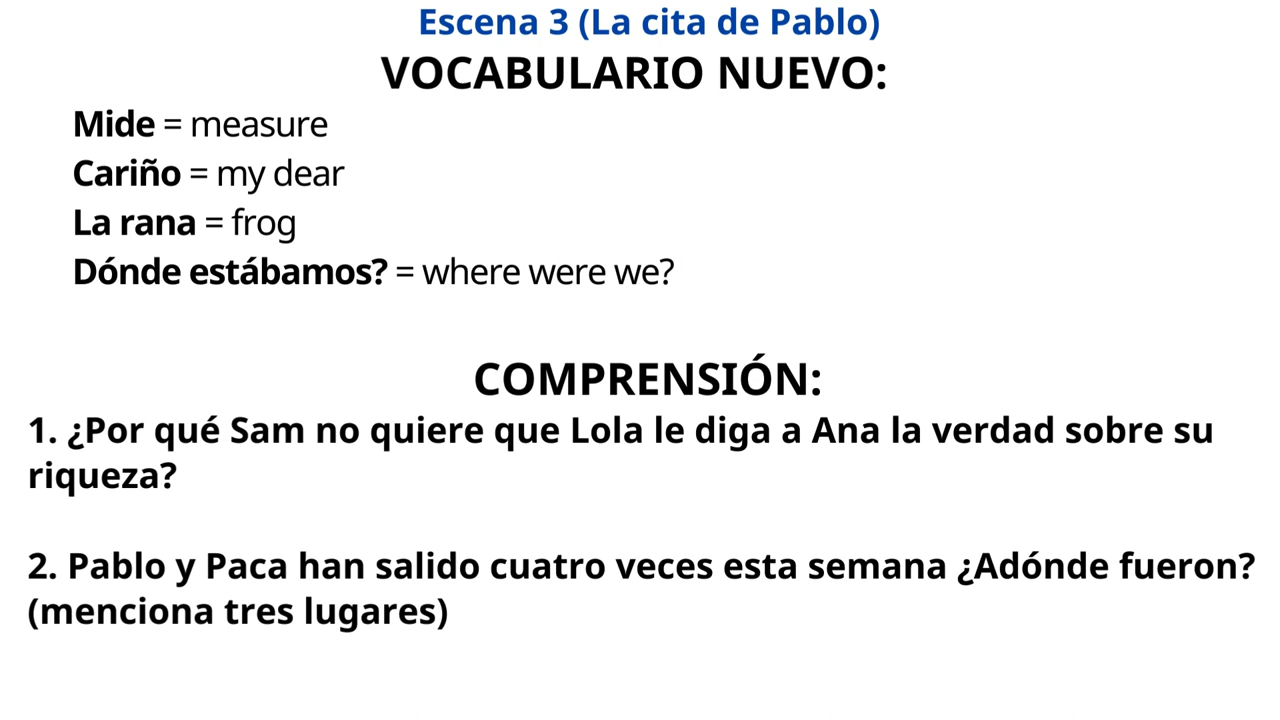 Escena 3 (La cita de Pablo)
VOCABULARIO NUEVO:
Mide = measure
Cariño = my dear
La rana = frog
Dónde estábamos? = where were we?
COMPRENSIÓN:
1. ¿Por qué Sam no quiere que Lola le diga a Ana la verdad sobre su
riqueza?
2. Pablo y Paca han salido cuatro veces esta semana ¿Adónde fueron?
(menciona tres lugares)